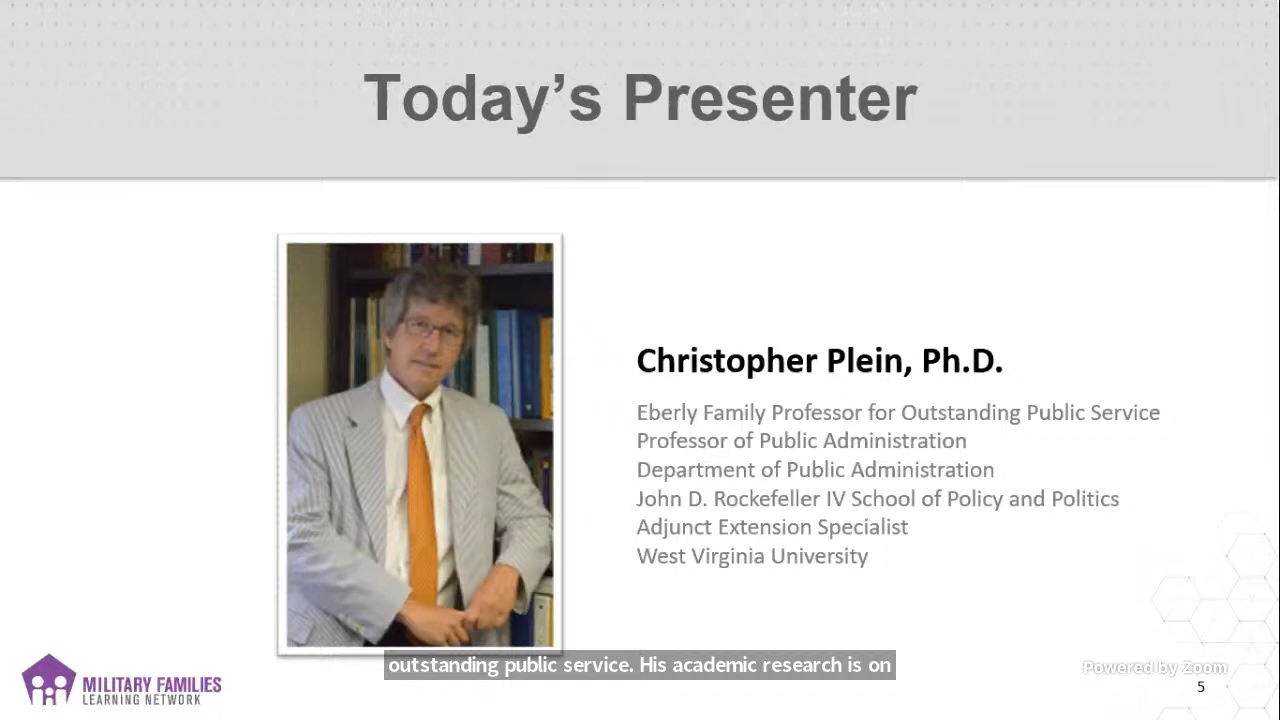 Today's Presenter
Christopher Plein, Ph.D.
Eberly Family Professor for Outstanding Public Service
Professor of Public Administration
Department of Public Administration
John D. Rockefeller IV School of Policy and Politics
Adjunct Extension Specialist
West Virginia University
outstanding public service. His academic research is on
MILITARY FAMILIES
LEARNING NETWORK
Powered by Zoom
5